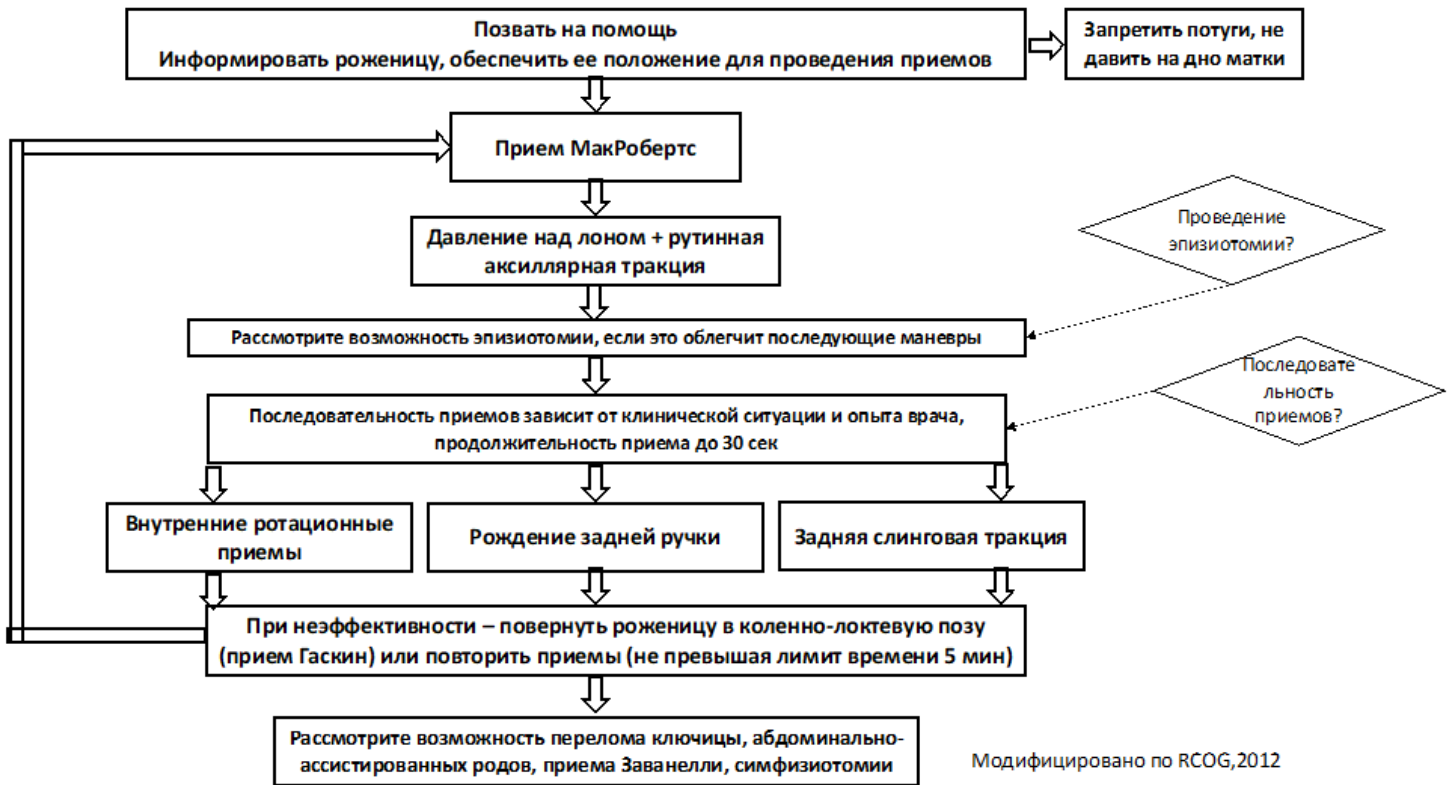 Позвать на помощь
Информировать роженицу, обеспечить ее положение для проведения приемов
Запретить потуги, не
давить на дно матки
Прием МакРобертс
Давление над лоном + рутинная
аксиллярная тракция
Проведение
эпизиотомии?
Рассмотрите возможность эпизиотомии, если это облегчит последующие маневры
Последовате
льность
приемов?
Последовательность приемов зависит от клинической ситуации и опыта врача,
продолжительность приема до 30 сек
Внутренние ротационные
приемы
Рождение задней ручки
Задняя слинговая тракция
При неэффективности – повернуть роженицу в коленно-локтевую позу
(прием Гаскин) или повторить приемы (не превышая лимит времени 5 мин)
Рассмотрите возможность перелома ключицы, абдоминально-
ассистированных родов, приема Заванелли, симфизиотомии
Модифицировано по RCOG,2012